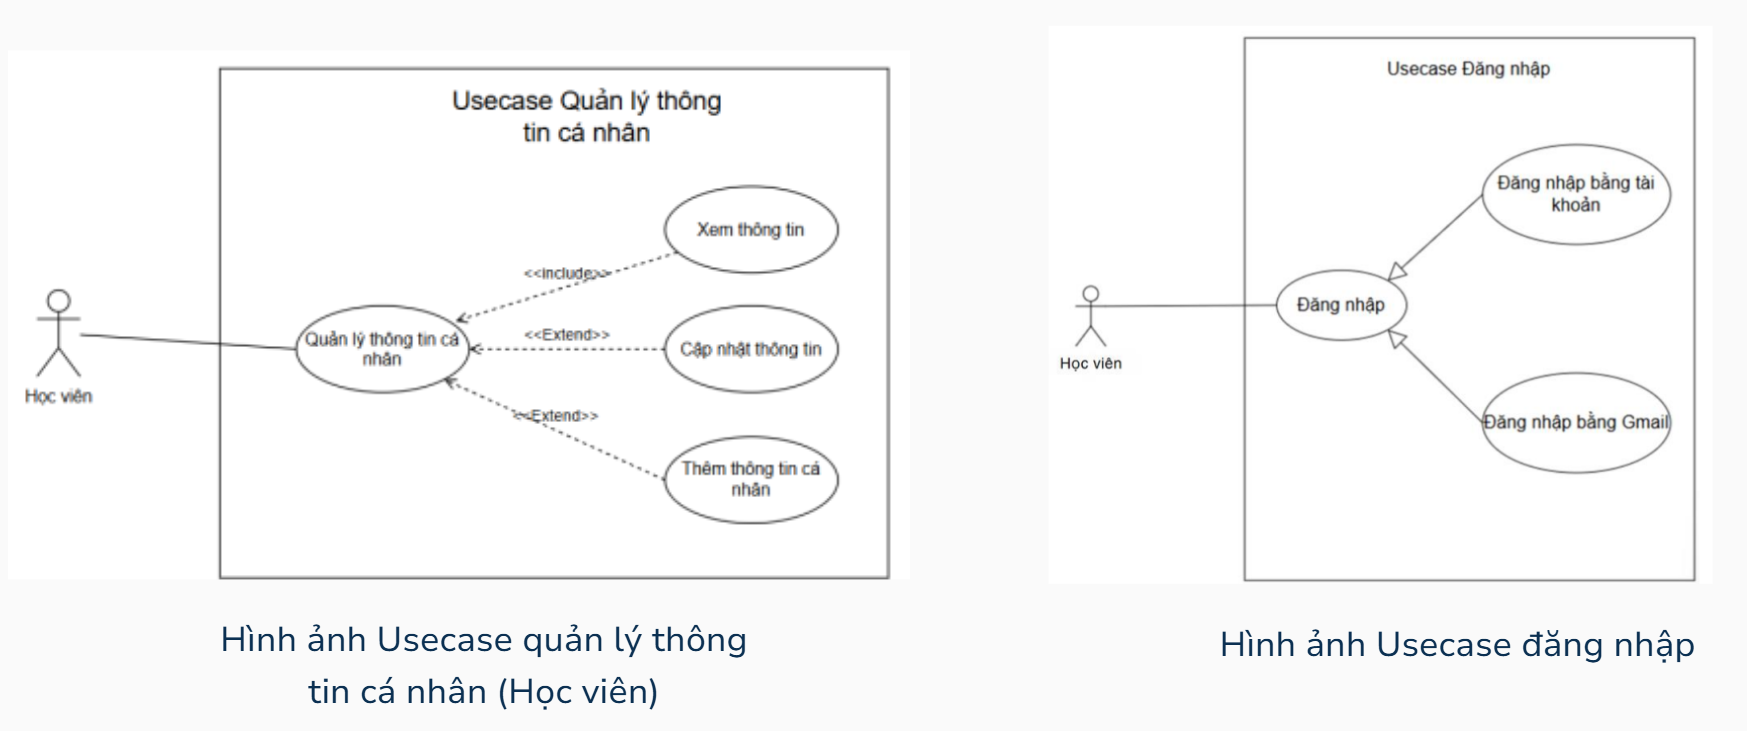 Usecase Quản lý thông
tin cá nhân
Xem thông tin
<<include>>
Quản lý thông tin cá
nhân
<<Extend>>
Cập nhật thông tin
<<Extend>>
Thêm thông tin cá
nhân
Học viên
Hình ảnh Usecase quản lý thông
tin cá nhân (Học viên)
Usecase Đăng nhập
Đăng nhập bằng tài
khoản
Đăng nhập
Học viên
Đăng nhập bằng Gmail
Hình ảnh Usecase đăng nhập